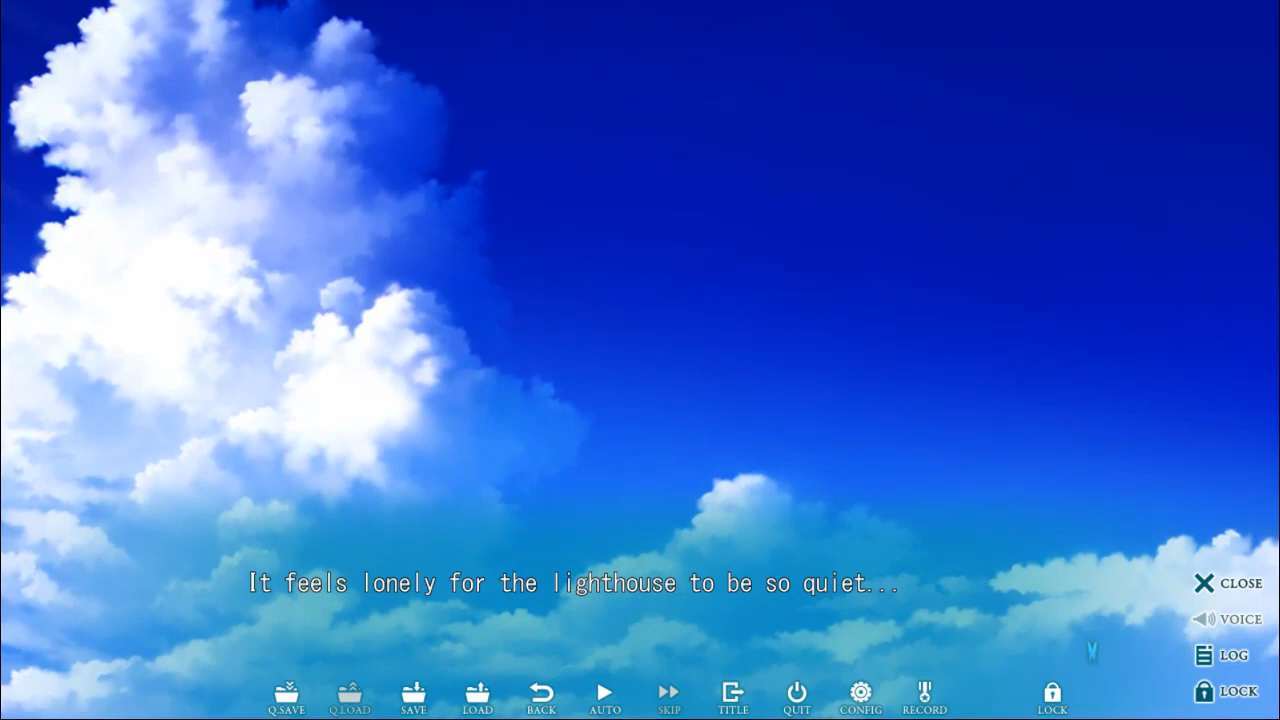 It feels lonely for the lighthouse to be so quiet...
CLOSE
VOICE
LOG
LOCK
Q.SAVE Q.LOAD SAVE LOAD BACK AUTO SKIP TITLE QUIT CONFIG RECORD LOCK